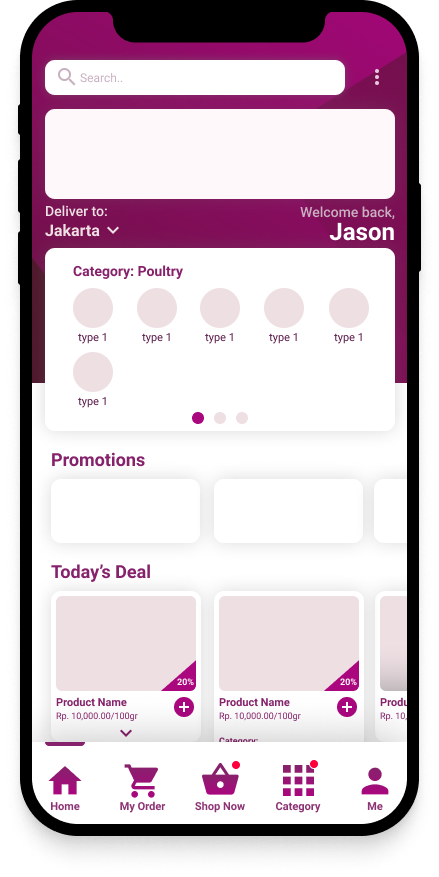 Search..
Deliver to:
Jakarta
Welcome back,
Jason
Category: Poultry
type 1
type 1
type 1
type 1
type 1
type 1
Promotions
Today's Deal
20%
20%
Product Name
Product Name
Produ
Rp. 10,000.00/100gr
Rp. 10,000.00/100gr
Rp. 10,
Category:
Home
My Order
Shop Now
Category
Me